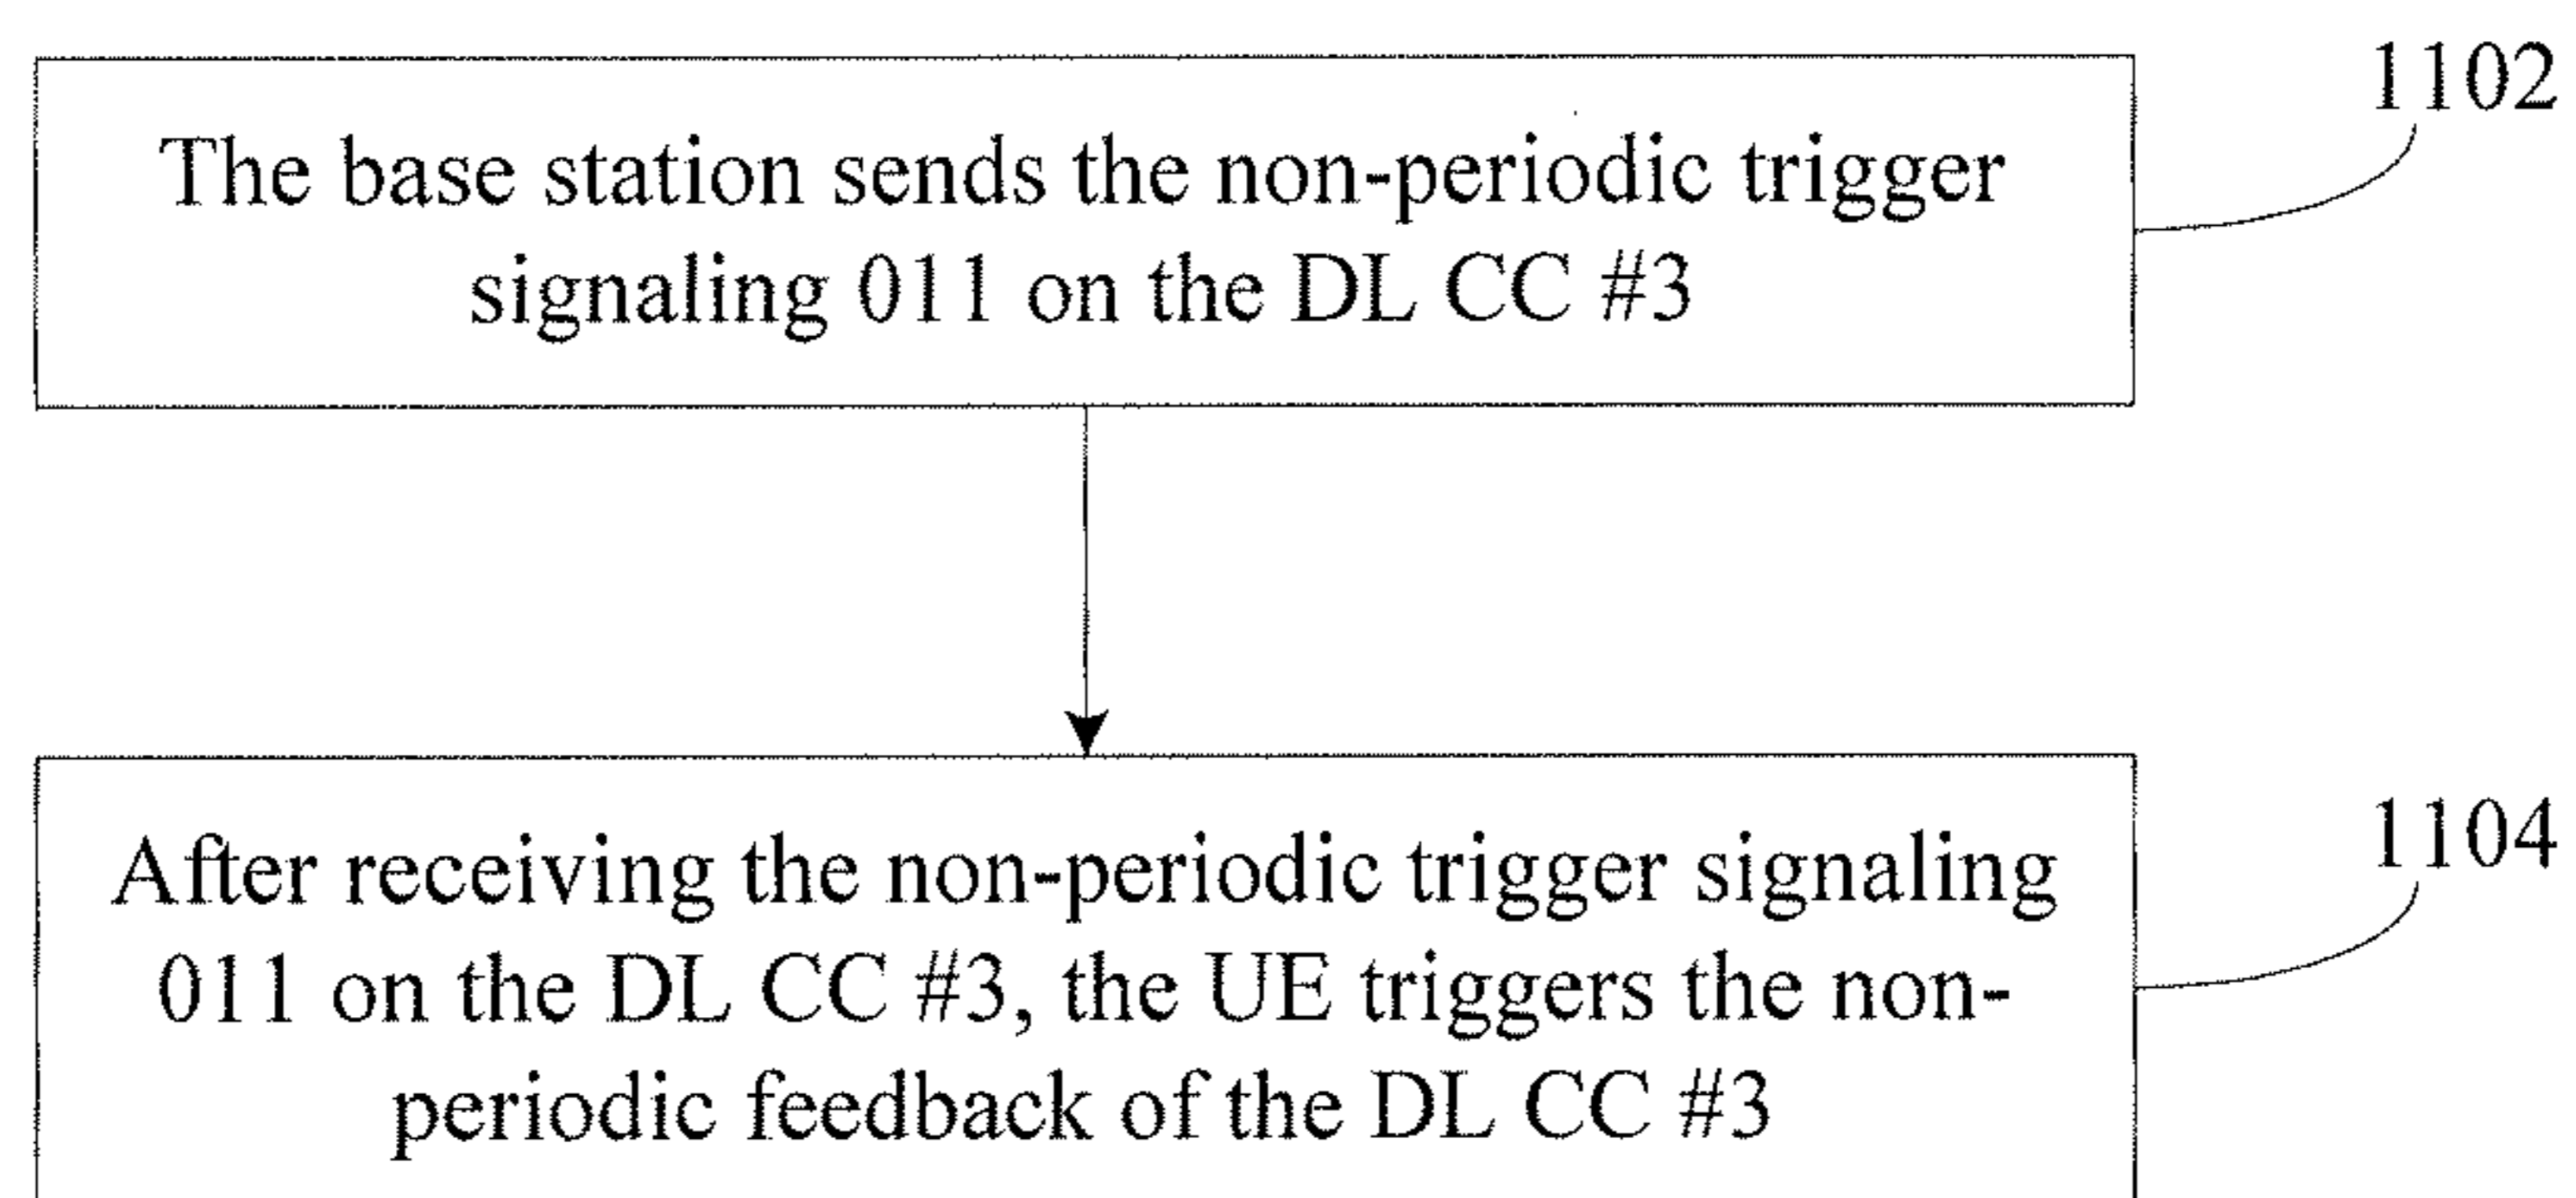 1102
The base station sends the non-periodic trigger
signaling 011 on the DL CC #3
1104
After receiving the non-periodic trigger signaling
011 on the DL CC #3, the UE triggers the non-
periodic feedback of the DL CC #3